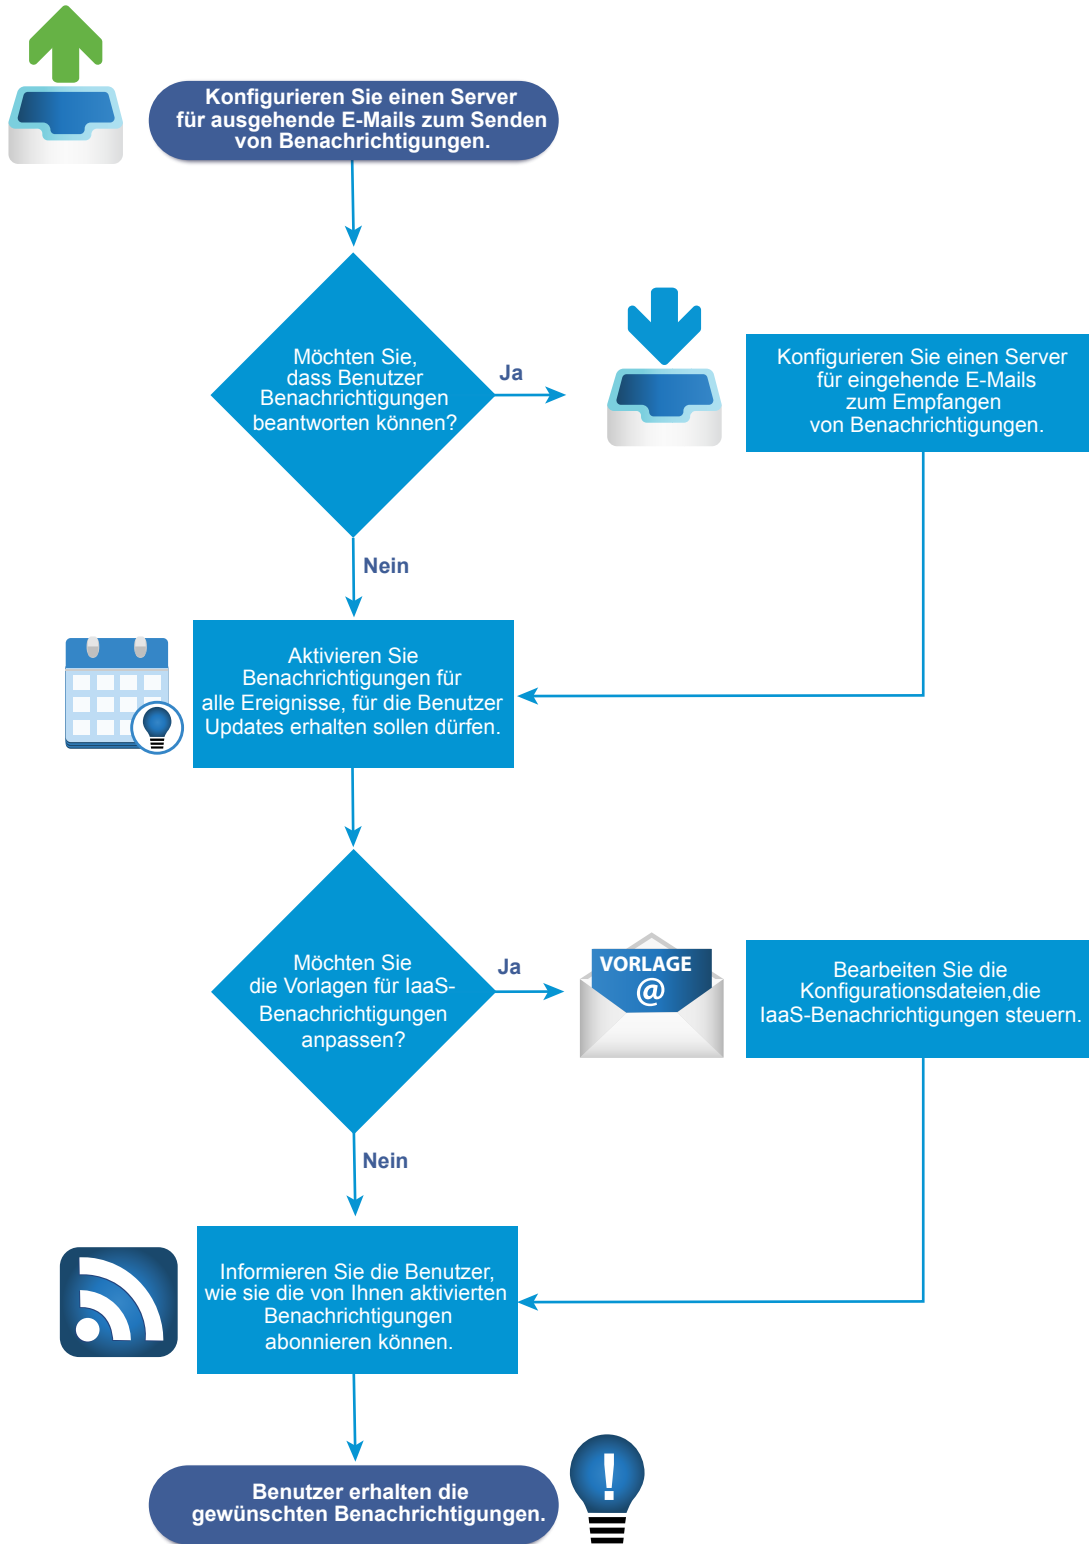 Konfigurieren Sie einen Server
für ausgehende E-Mails zum Senden
von Benachrichtigungen.
Möchten Sie,
dass Benutzer
Benachrichtigungen
beantworten können?
Ja
Konfigurieren Sie einen Server
für eingehende E-Mails
zum Empfangen
von Benachrichtigungen.
Nein
Aktivieren Sie
Benachrichtigungen für
alle Ereignisse, für die Benutzer
Updates erhalten sollen dürfen.
Möchten Sie
die Vorlagen für IaaS-
Benachrichtigungen
anpassen?
Ja
VORLAGE
@
Bearbeiten Sie die
Konfigurationsdateien,die
IaaS-Benachrichtigungen steuern.
Nein
Informieren Sie die Benutzer,
wie sie die von Ihnen aktivierten
Benachrichtigungen
abonnieren können.
Benutzer erhalten die
gewünschten Benachrichtigungen.
!